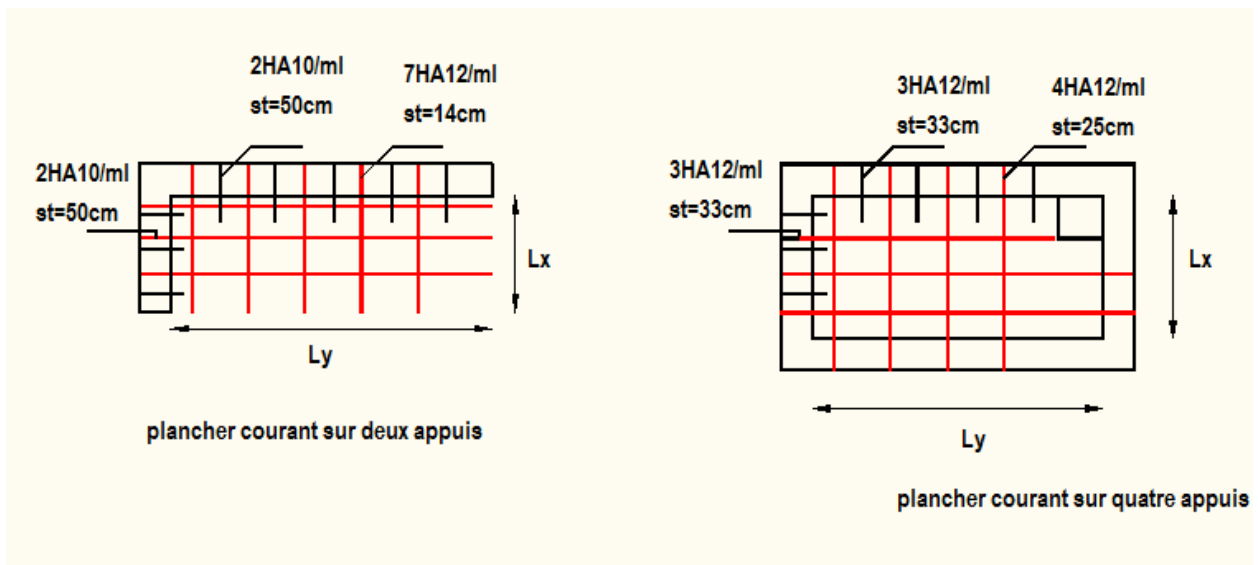 2HA10/ml
st=50cm
7HA12/ml
st=14cm
2HA10/ml
st=50cm
Lx
Ly
plancher courant sur deux appuis
3HA12/ml
st=33cm
4HA12/ml
st=25cm
3HA12/ml
st=33cm
Lx
Ly
plancher courant sur quatre appuis